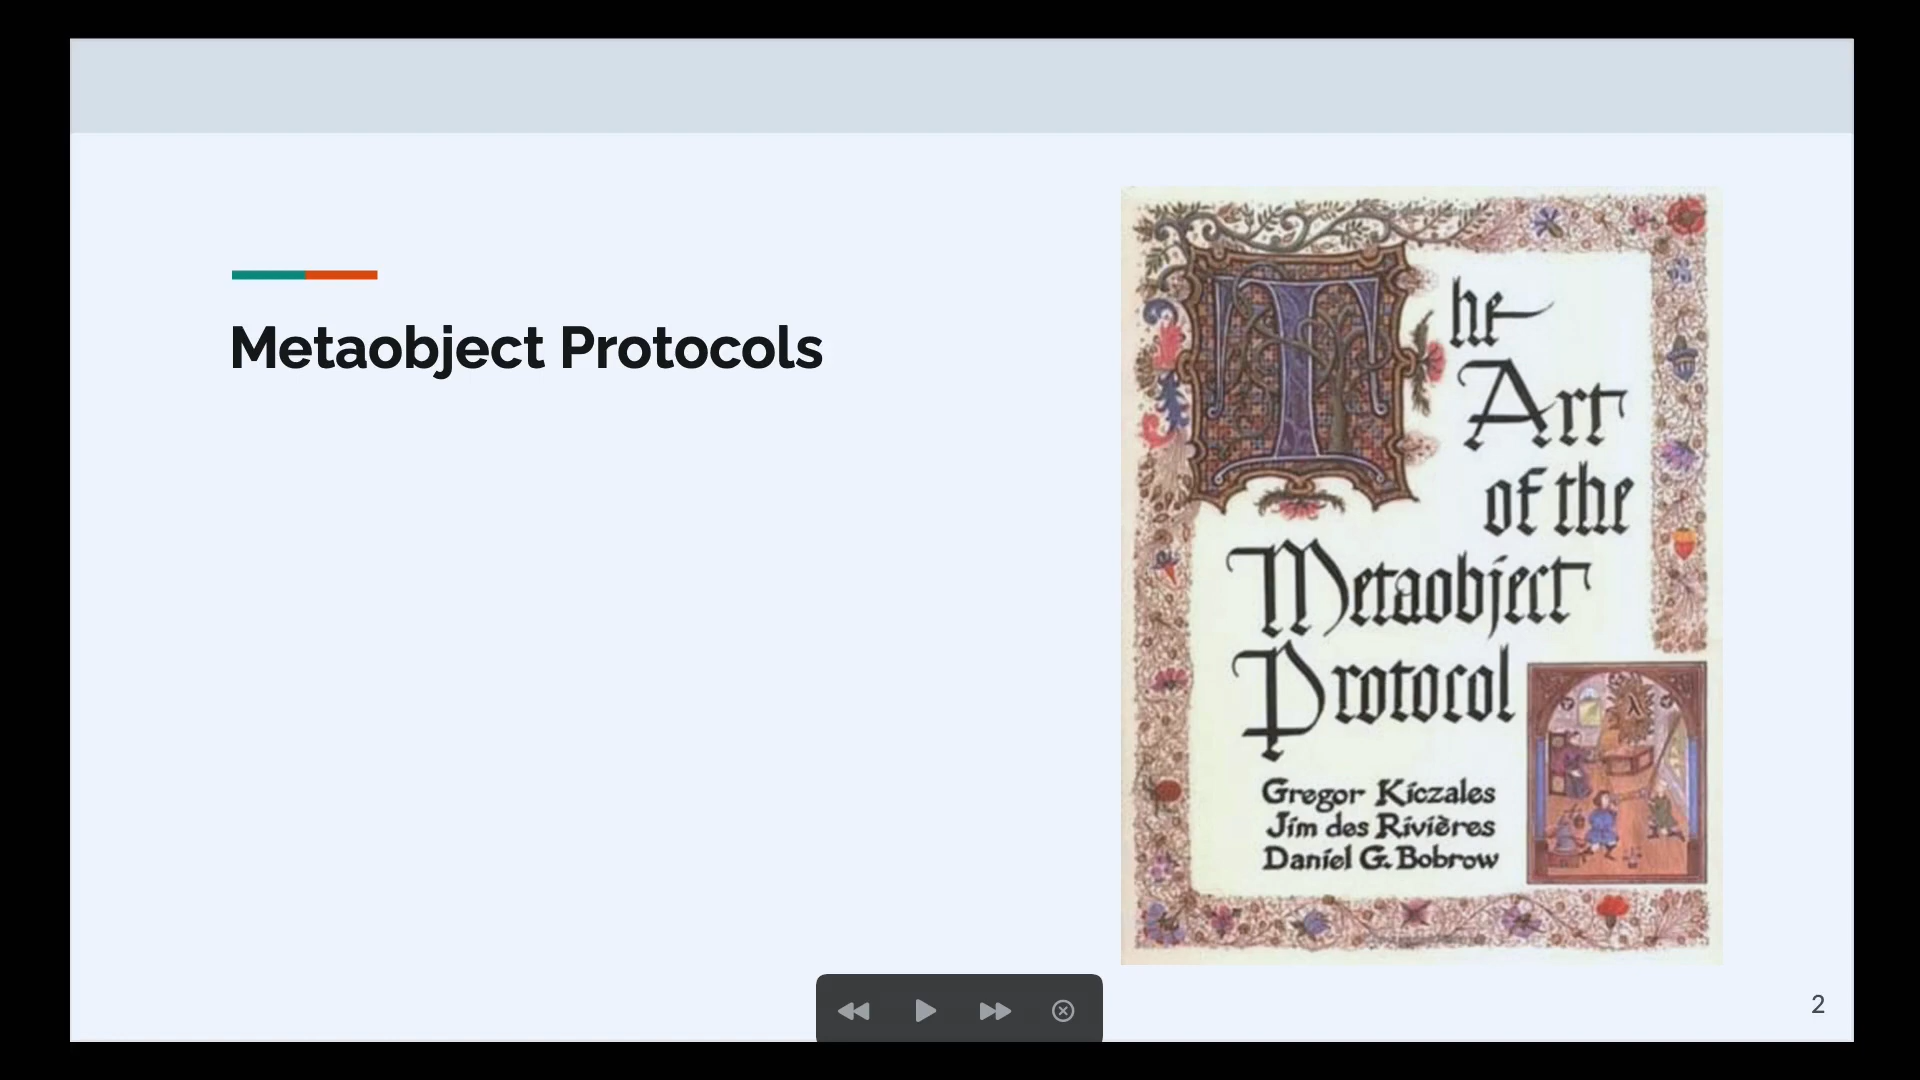 Metaobject Protocols
The
Art
of the
Metaobject
Protocol
λ
Gregor Kiczales
Jim des Rivières
Daniel G. Bobrow
2